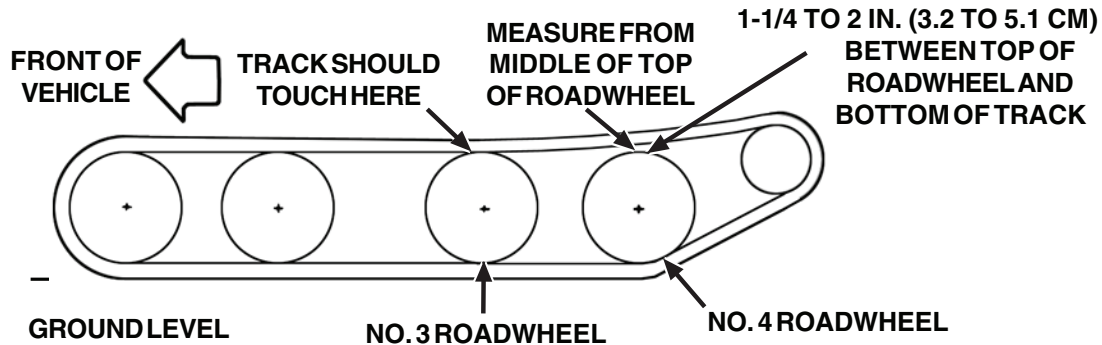 FRONT OF
VEHICLE
TRACK SHOULD
TOUCH HERE
MEASURE FROM
MIDDLE OF TOP
OF ROADWHEEL
1-1/4 TO 2 IN. (3.2 TO 5.1 CM)
BETWEEN TOP OF
ROADWHEEL AND
BOTTOM OF TRACK
GROUND LEVEL
NO. 3 ROADWHEEL
NO. 4 ROADWHEEL